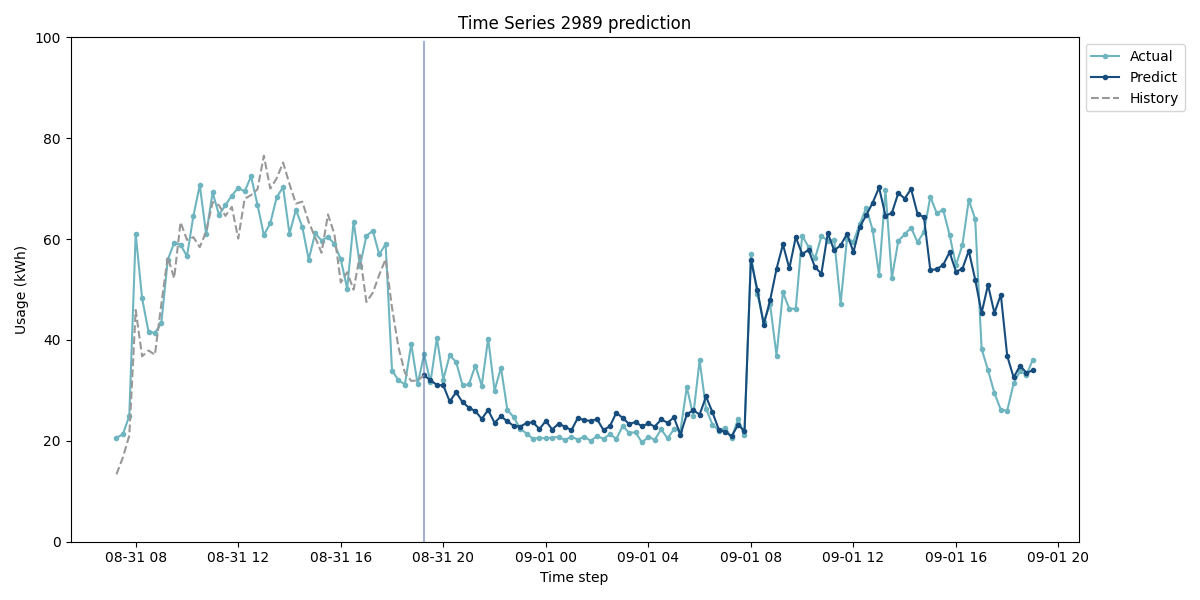 Time Series 2989 prediction
100
80
60
40
20
0
Usage (kWh)
08-31 08
08-31 12
08-31 16
08-31 20
09-01 00
09-01 04
09-01 08
09-01 12
09-01 16
09-01 20
Time step
Actual
Predict
History